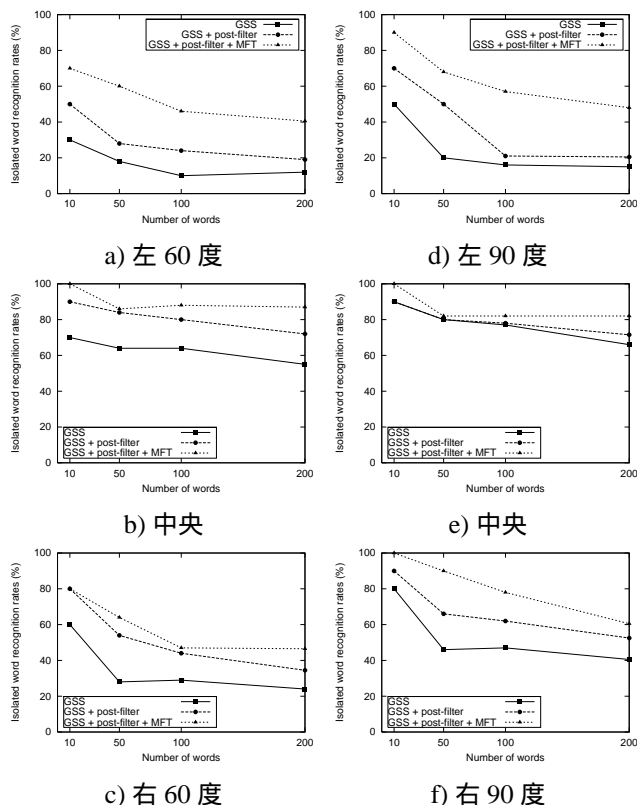 GSS
GSS + post-filter
GSS + post-filter + MFT
100
80
60
40
20
0
Isolated word recognition rates (%)
10
50
100
200
Number of words
a) 左 60 度
GSS
GSS + post-filter
GSS + post-filter + MFT
100
80
60
40
20
0
Isolated word recognition rates (%)
10
50
100
200
Number of words
d) 左 90 度
100
80
60
40
20
0
Isolated word recognition rates (%)
GSS
GSS + post-filter
GSS + post-filter + MFT
10
50
100
200
Number of words
b) 中央
100
80
60
40
20
0
Isolated word recognition rates (%)
GSS
GSS + post-filter
GSS + post-filter + MFT
10
50
100
200
Number of words
e) 中央
100
80
60
40
20
0
Isolated word recognition rates (%)
GSS
GSS + post-filter
GSS + post-filter + MFT
10
50
100
200
Number of words
c) 右 60 度
100
80
60
40
20
0
Isolated word recognition rates (%)
GSS
GSS + post-filter
GSS + post-filter + MFT
10
50
100
200
Number of words
f) 右 90 度